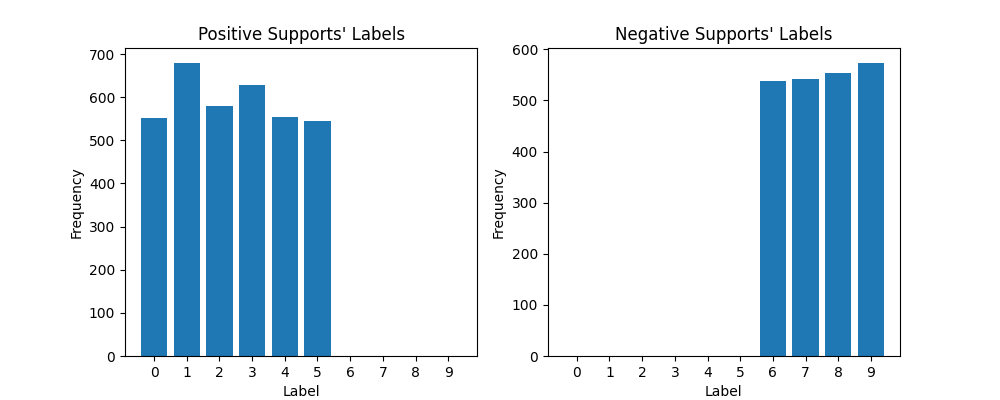 Positive Supports' Labels
Frequency
700
600
500
400
300
200
100
0
0 1 2 3 4 5 6 7 8 9
Label
Negative Supports' Labels
Frequency
600
500
400
300
200
100
0
0 1 2 3 4 5 6 7 8 9
Label